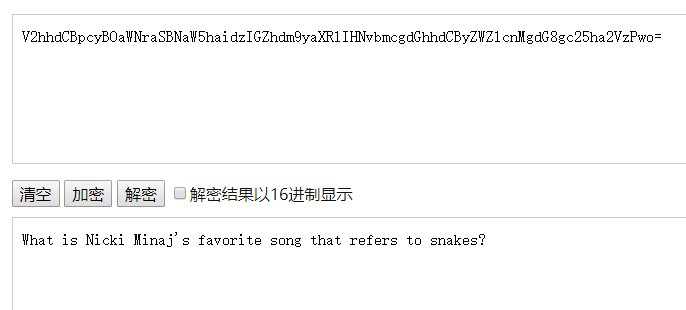 V2hhdCBpcyBOaWNraSBNaW5haidzIGZhdm9yaXRlIHNvbmcgdGhhdCByZWZlcnMgdG8gc25ha2VzPwo=
清空 加密 解密 解密结果以16进制显示
What is Nicki Minaj's favorite song that refers to snakes?